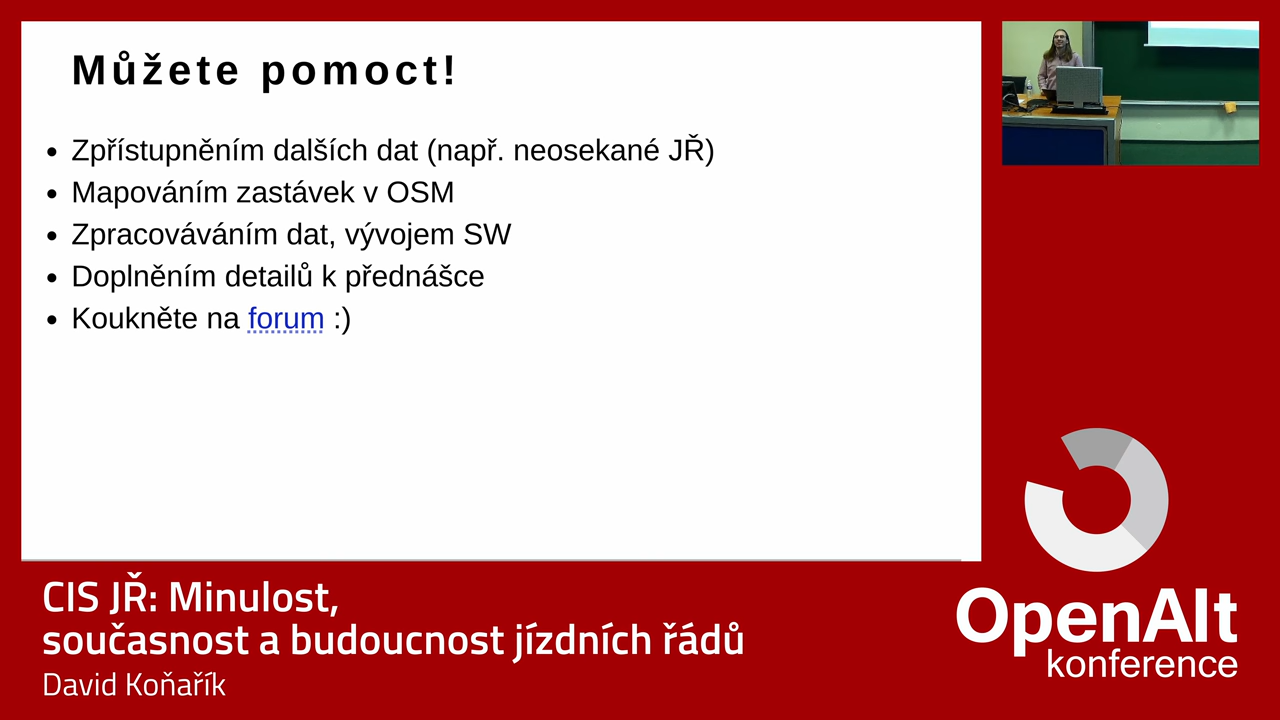 Můžete pomoct!
Zpřístupněním dalších dat (např. neosekané JŘ)
Mapováním zastávek v OSM
Zpracováváním dat, vývojem SW
Doplněním detailů k přednášce
Koukněte na forum :)
CIS JŘ: Minulost,
současnost a budoucnost jízdních řádů
David Koňařík
OpenAlt
konference